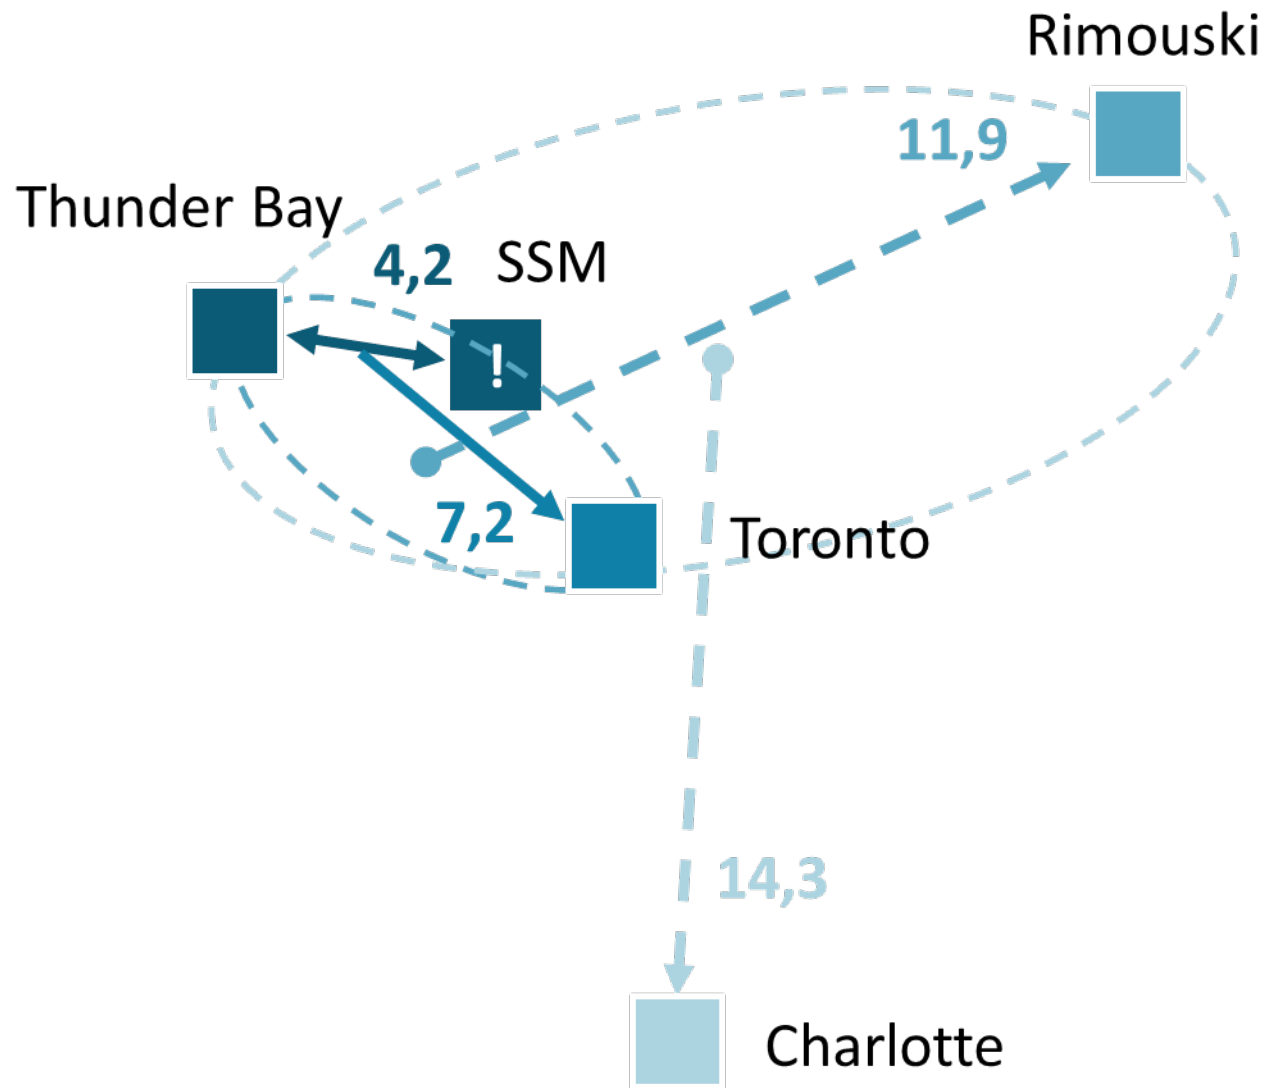 Rimouski
11,9
Thunder Bay
4,2
SSM
!
7,2
Toronto
14,3
Charlotte